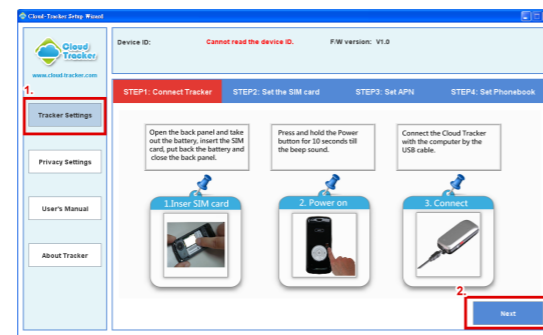 Cloud-Tracker Setup Wizard
Cloud
Tracker
www.cloud-tracker.com
Device ID: Cannot read the device ID. F/W version: V1.0
1.
STEP1: Connect Tracker STEP2: Set the SIM card STEP3: Set APN STEP4: Set Phonebook
Tracker Settings
Privacy Settings
User's Manual
About Tracker
Open the back panel and take
out the battery, insert the SIM
card, put back the battery and
close the back panel.
Press and hold the Power
button for 10 seconds till
the beep sound.
Connect the Cloud Tracker
with the computer by the
USB cable.
1.Inser SIM card
2. Power on
3. Connect
2.
Next